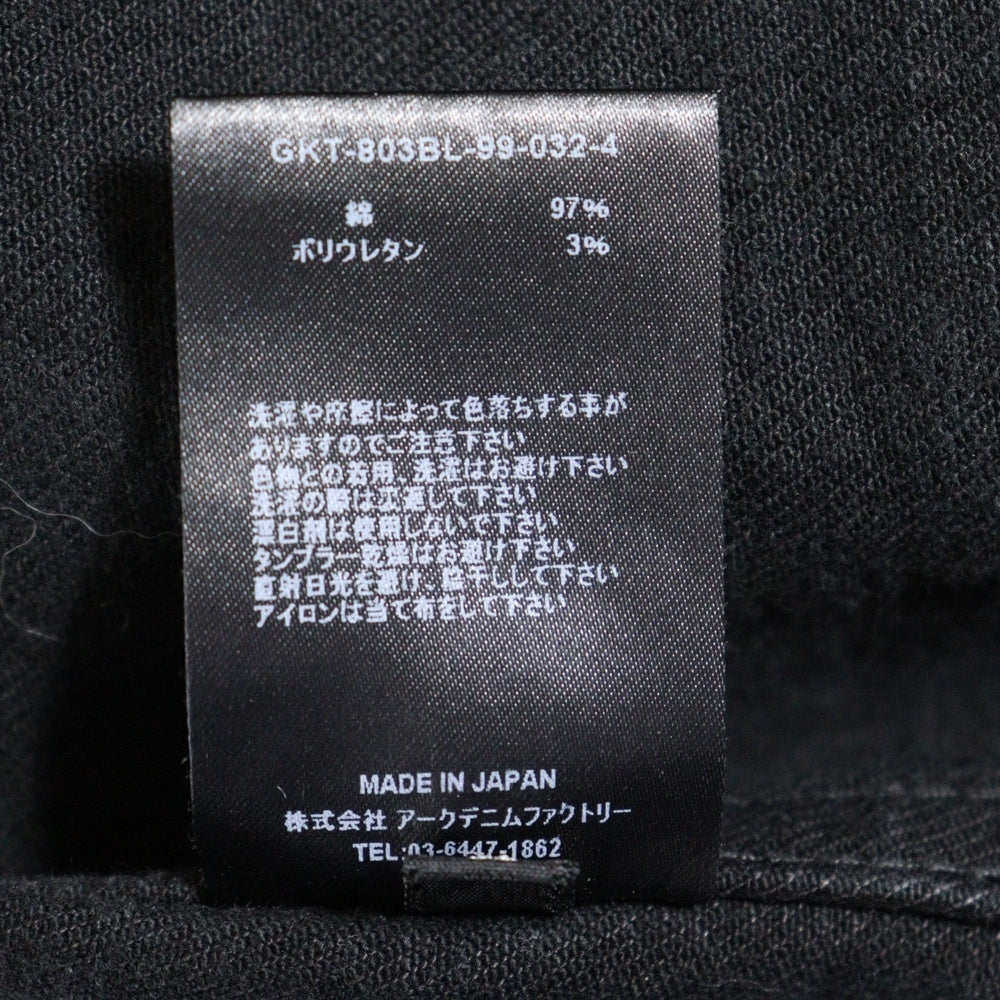 GKT-803BL-99-032-4
綿 97%
ポリウレタン 3%
洗濯や摩擦によって色落ちする事が
ありますのでご注意下さい
色物との着用、洗濯はお避け下さい
洗濯の際は裏返して下さい
漂白剤は使用しないで下さい
タンブラー乾燥はお避け下さい
直射日光を避け、陰干しして下さい
アイロンは当て布をして下さい
MADE IN JAPAN
株式会社 アークデニムファクトリー
TEL:03-6447-1862